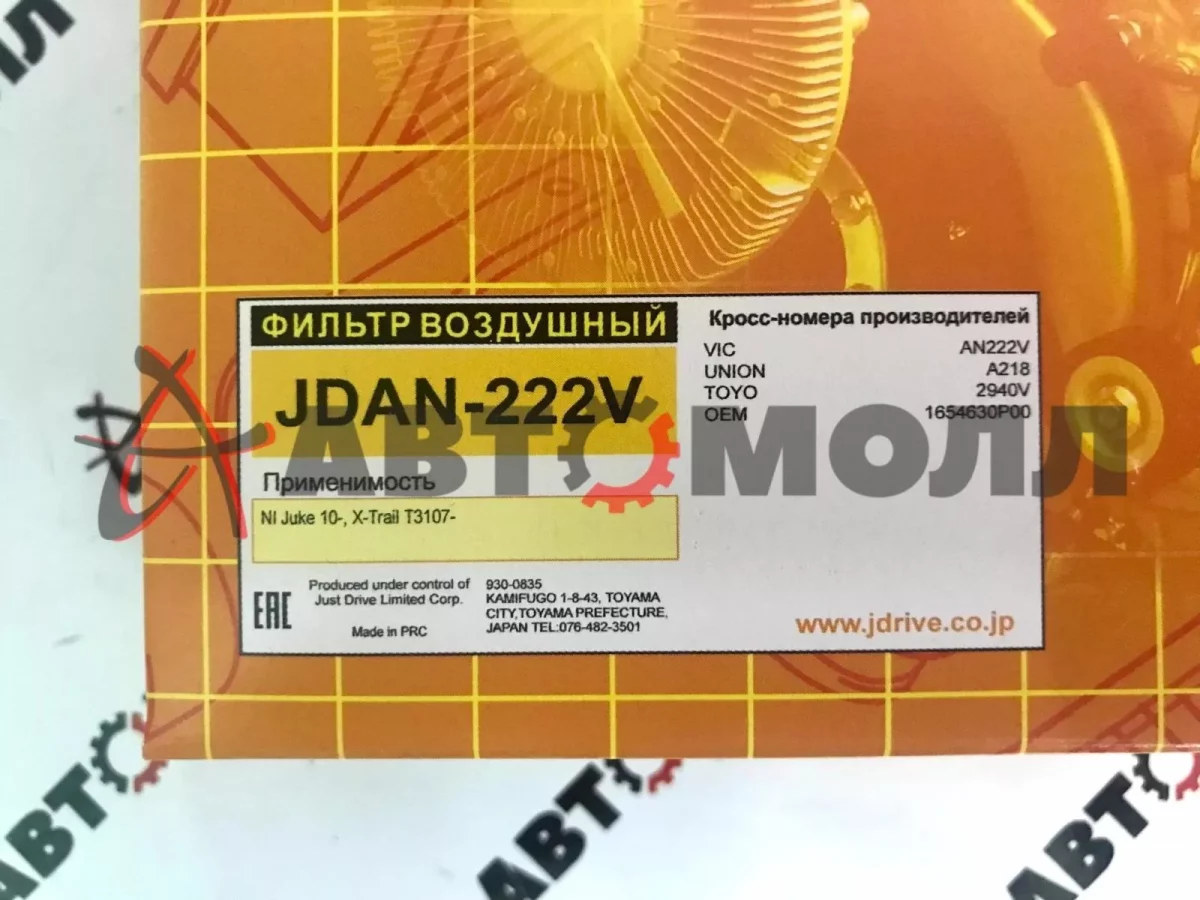 ФИЛЬТР ВОЗДУШНЫЙ
JDAN-222V
Применимость
NI Juke 10-, X-Trail T3107-
EAC
Produced under control of
Just Drive Limited Corp.
Made in PRC
930-0835
KAMIFUGO 1-8-43, TOYAMA
CITY,TOYAMA PREFECTURE,
JAPAN TEL:076-482-3501
Кросс-номера производителей
VIC AN222V
UNION A218
TOYO 2940V
OEM 1654630P00
www.jdrive.co.jp
АВТОМОЛЛ
АВТО
АВТО
АВТО
МОЛЛ